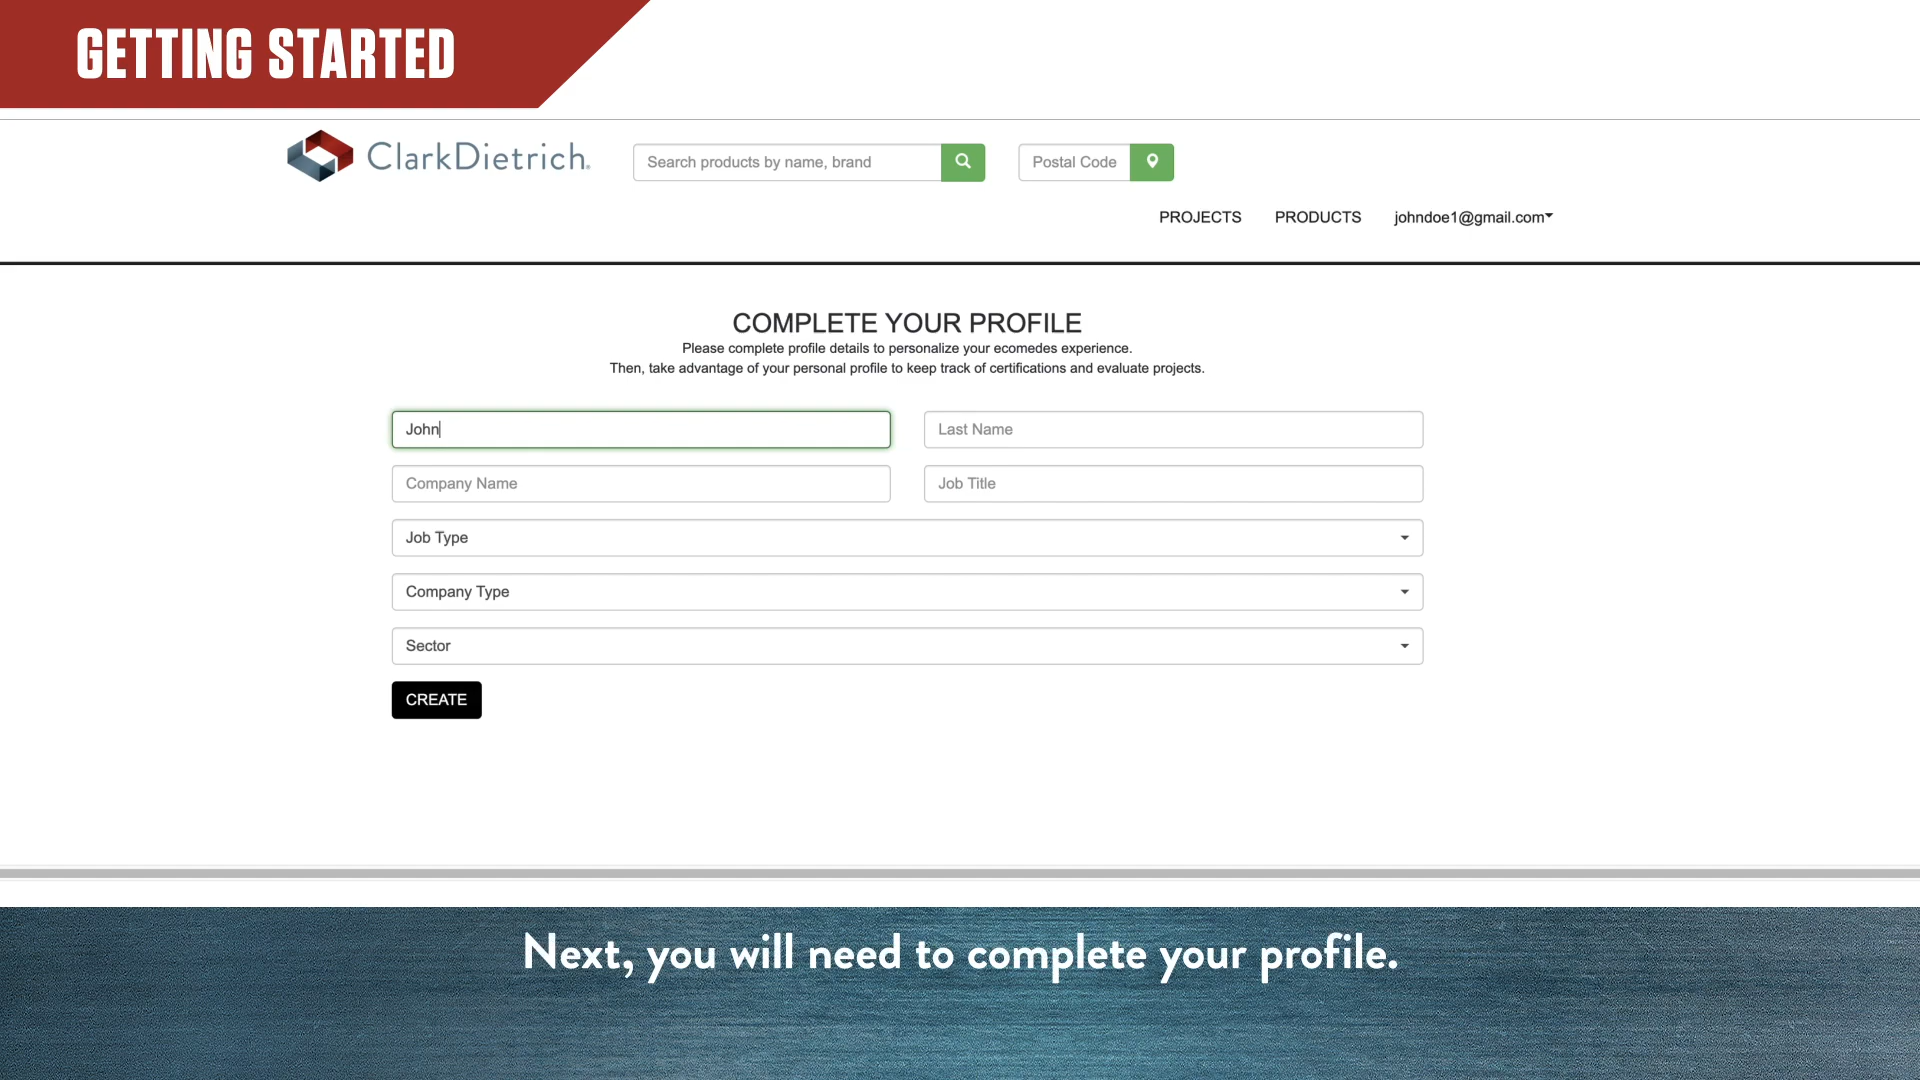 GETTING STARTED
ClarkDietrich®
Search products by name, brand
Postal Code
PROJECTS
PRODUCTS
johndoe1@gmail.com
COMPLETE YOUR PROFILE
Please complete profile details to personalize your ecomedes experience.
Then, take advantage of your personal profile to keep track of certifications and evaluate projects.
John
Last Name
Company Name
Job Title
Job Type
Company Type
Sector
CREATE
Next, you will need to complete your profile.